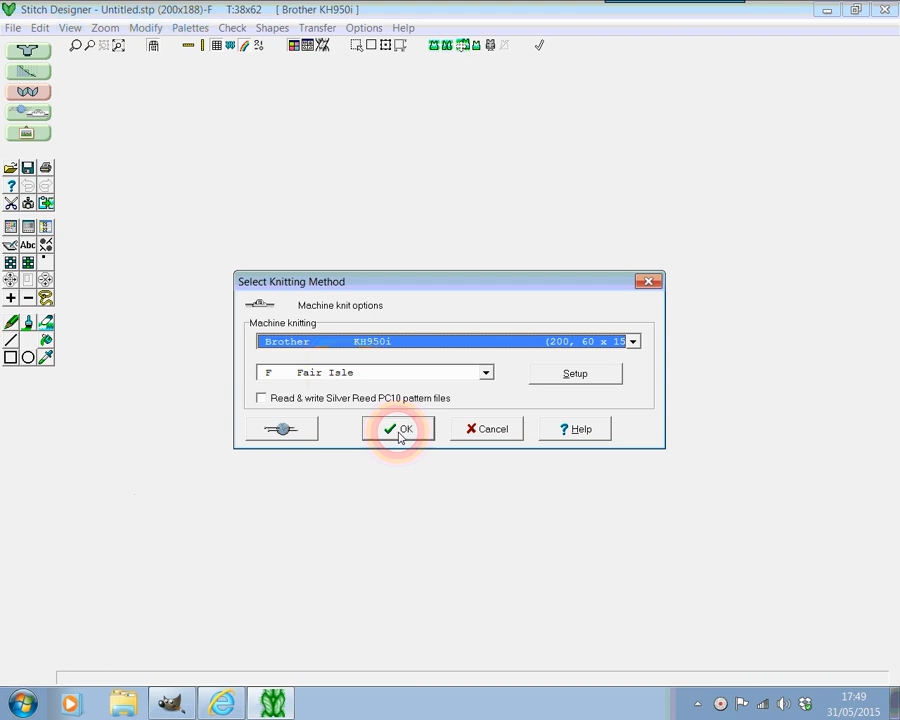 Stitch Designer - Untitled.stp (200x188)-F T:38x62 [ Brother KH950i ]
File Edit View Zoom Modify Palettes Check Shapes Transfer Options Help
Abc
Select Knitting Method
Machine knit options
Machine knitting
Brother KH950i (200, 60 x 15
F Fair Isle
Setup
Read & write Silver Reed PC10 pattern files
OK
Cancel
? Help
17:49
31/05/2015